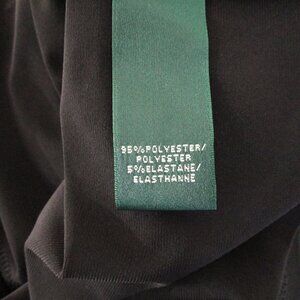 95%POLYESTER/
POLYESTER
5%ELASTANE/
ELASTHANNE